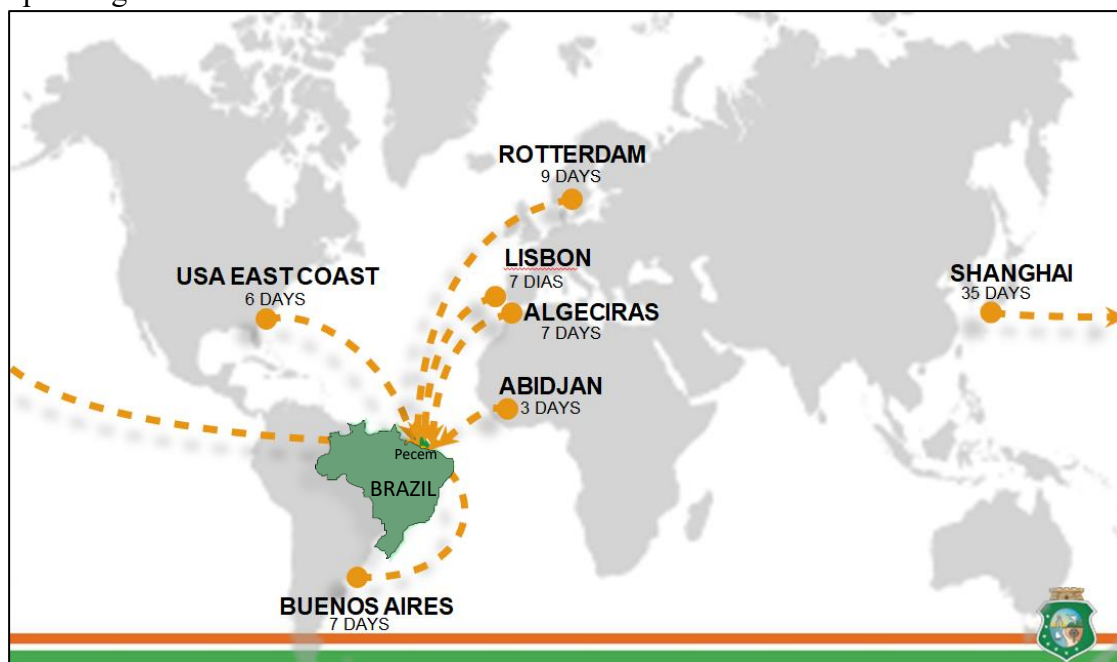 ROTTERDAM
9 DAYS
LISBON
7 DIAS
USA EAST COAST
6 DAYS
ALGECIRAS
7 DAYS
SHANGHAI
35 DAYS
ABIDJAN
3 DAYS
Pecem
BRAZIL
BUENOS AIRES
7 DAYS